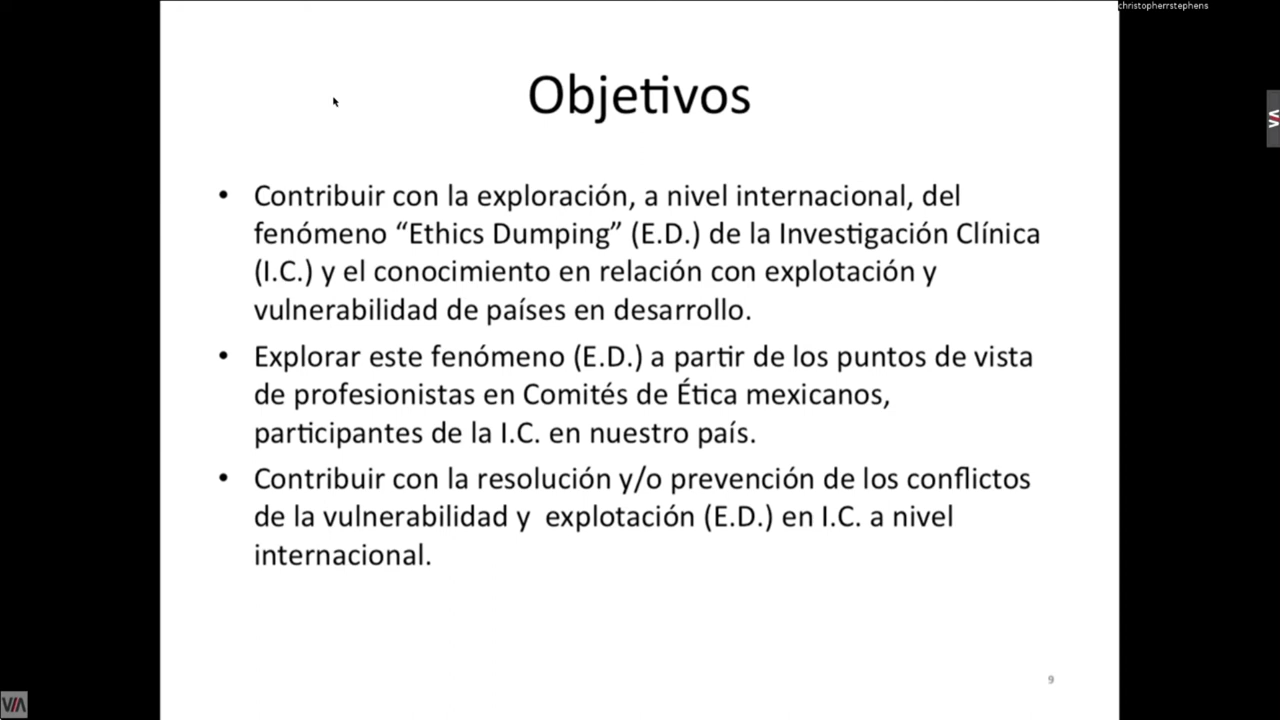 christopherrstephens
Objetivos
• Contribuir con la exploración, a nivel internacional, del
fenómeno “Ethics Dumping” (E.D.) de la Investigación Clínica
(I.C.) y el conocimiento en relación con explotación y
vulnerabilidad de países en desarrollo.
• Explorar este fenómeno (E.D.) a partir de los puntos de vista
de profesionistas en Comités de Ética mexicanos,
participantes de la I.C. en nuestro país.
• Contribuir con la resolución y/o prevención de los conflictos
de la vulnerabilidad y  explotación (E.D.) en I.C. a nivel
internacional.
9
VIA